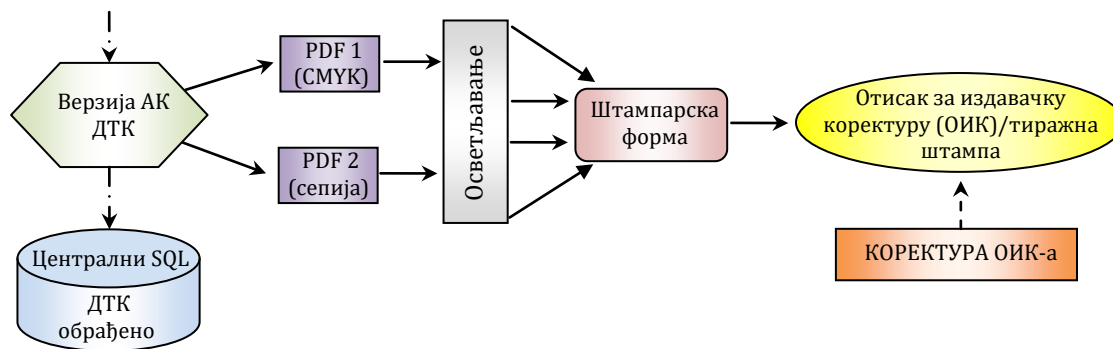 Верзија АК
ДТК
PDF 1
(CMYK)
PDF 2
(сепија)
Осветљавање
Штампарска
форма
Отисак за издавачку
коректуру (ОИК)/тиражна
штампа
КОРЕКТУРА ОИК-а
Централни SQL
ДТК
обрађено